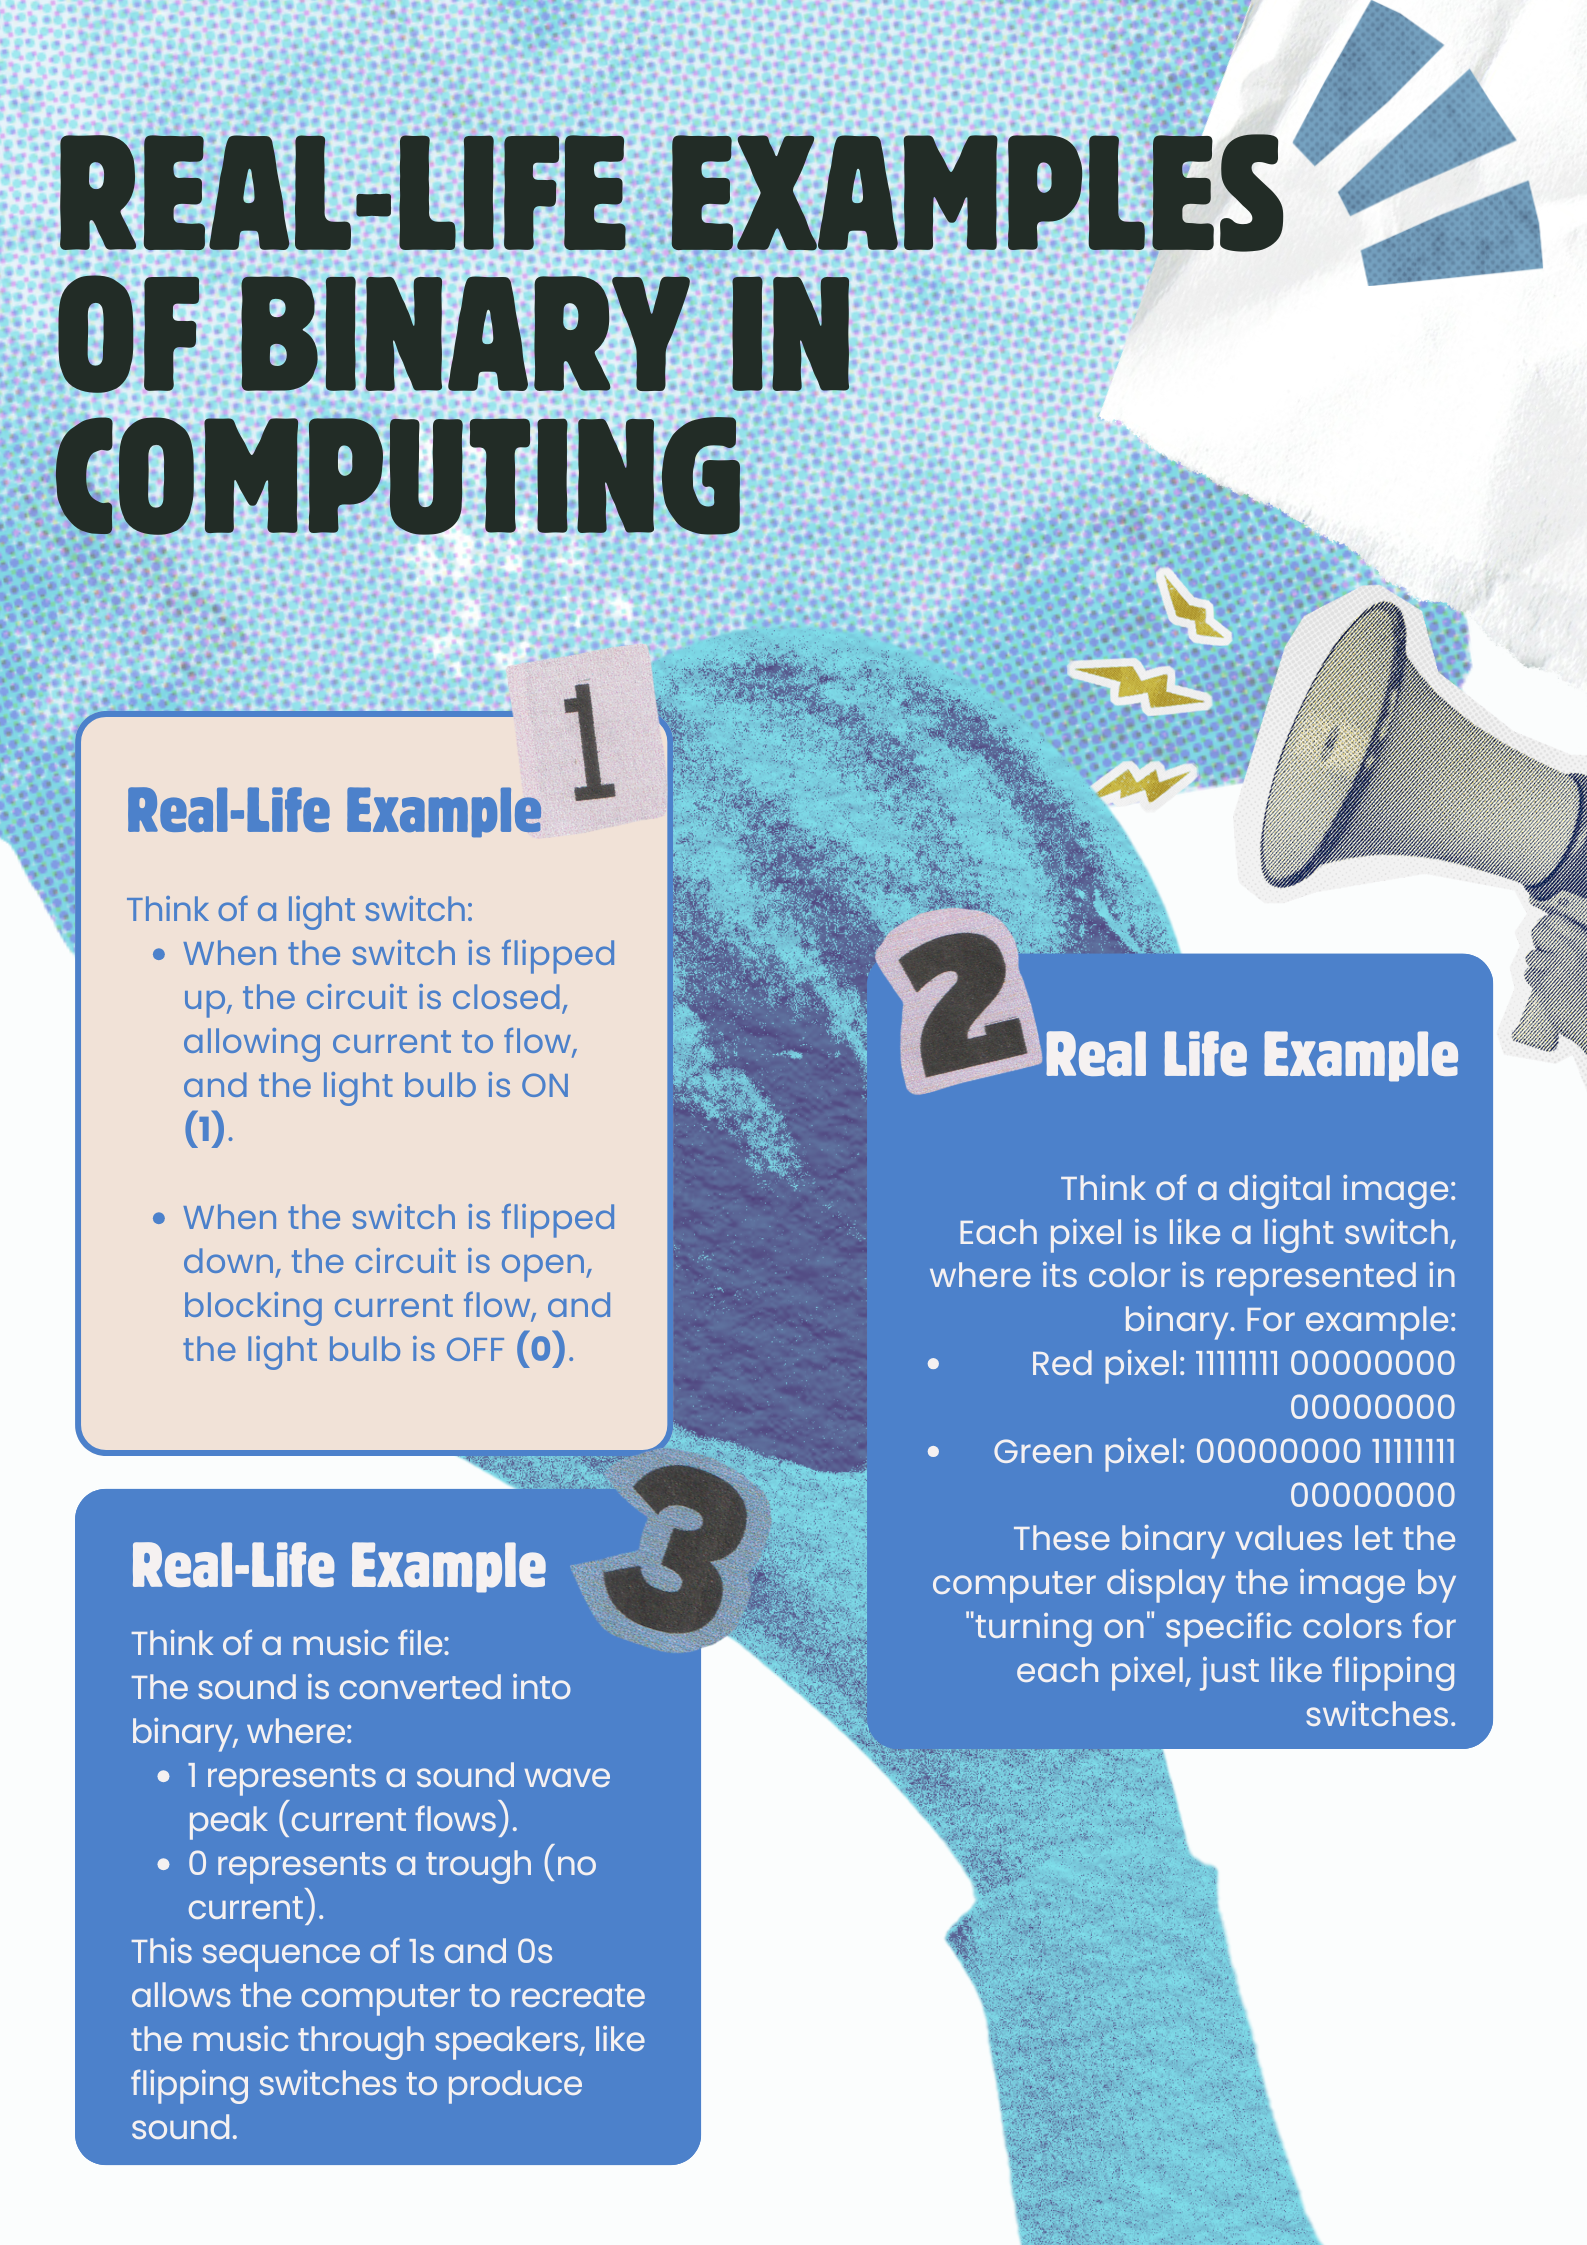 REAL-LIFE EXAMPLES
OF BINARY IN
COMPUTING
1
Real-Life Example
Think of a light switch:
• When the switch is flipped
up, the circuit is closed,
allowing current to flow,
and the light bulb is ON
(1).
• When the switch is flipped
down, the circuit is open,
blocking current flow, and
the light bulb is OFF (0).
2
Real Life Example
Think of a digital image:
Each pixel is like a light switch,
where its color is represented in
binary. For example:
• Red pixel: 11111111 00000000
00000000
• Green pixel: 00000000 11111111
00000000
These binary values let the
computer display the image by
"turning on" specific colors for
each pixel, just like flipping
switches.
3
Real-Life Example
Think of a music file:
The sound is converted into
binary, where:
• 1 represents a sound wave
peak (current flows).
• 0 represents a trough (no
current).
This sequence of 1s and 0s
allows the computer to recreate
the music through speakers, like
flipping switches to produce
sound.